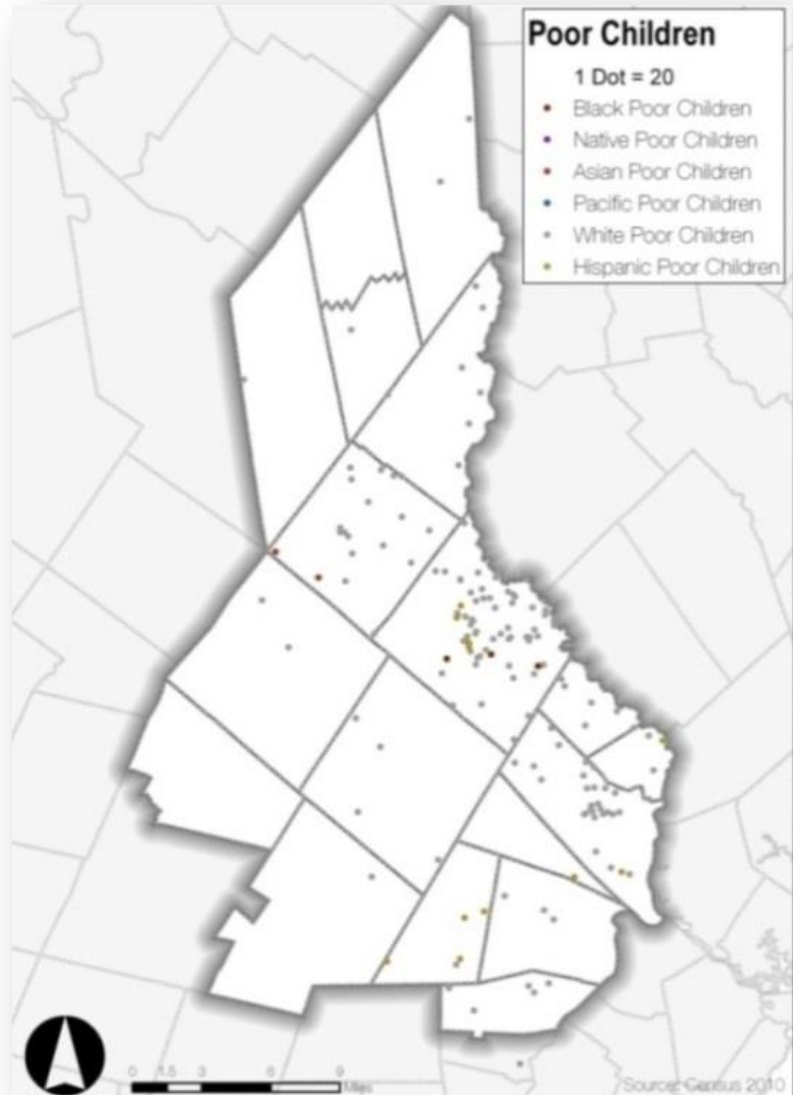 Poor Children
1 Dot = 20
Black Poor Children
Native Poor Children
Asian Poor Children
Pacific Poor Children
White Poor Children
Hispanic Poor Children
0 1.5 3 6 9
Miles
Source: Census 2010